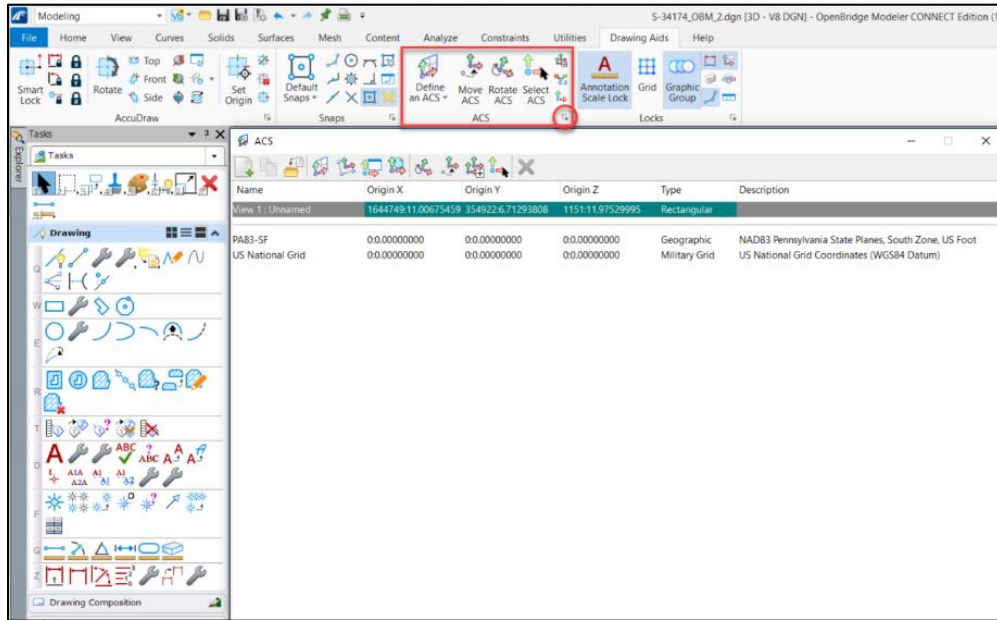 Modeling
S-34174_OBM_2.dgn [3D - V8 DGN] - OpenBridge Modeler CONNECT Edition (1
File Home View Curves Solids Surfaces Mesh Content Analyze Constraints Utilities Drawing Aids Help
Smart Lock
Rotate
Top
Front
Side
Set Origin
Default Snaps
Define an ACS
Move ACS
Rotate ACS
Select ACS
Annotation Scale Lock
Grid
Graphic Group
AccuDraw Snaps ACS Locks
Explorer
Tasks
Tasks
Drawing
Q
W
E
R
T
D
F
G
Z
Drawing Composition
ACS
Name Origin X Origin Y Origin Z Type Description
View 1 : Unnamed 1644749:11.00675459 354922:6.71293808 1151:11.97529995 Rectangular
PA83-SF 0:0.00000000 0:0.00000000 0:0.00000000 Geographic NAD83 Pennsylvania State Planes, South Zone, US Foot
US National Grid 0:0.00000000 0:0.00000000 0:0.00000000 Military Grid US National Grid Coordinates (WGS84 Datum)